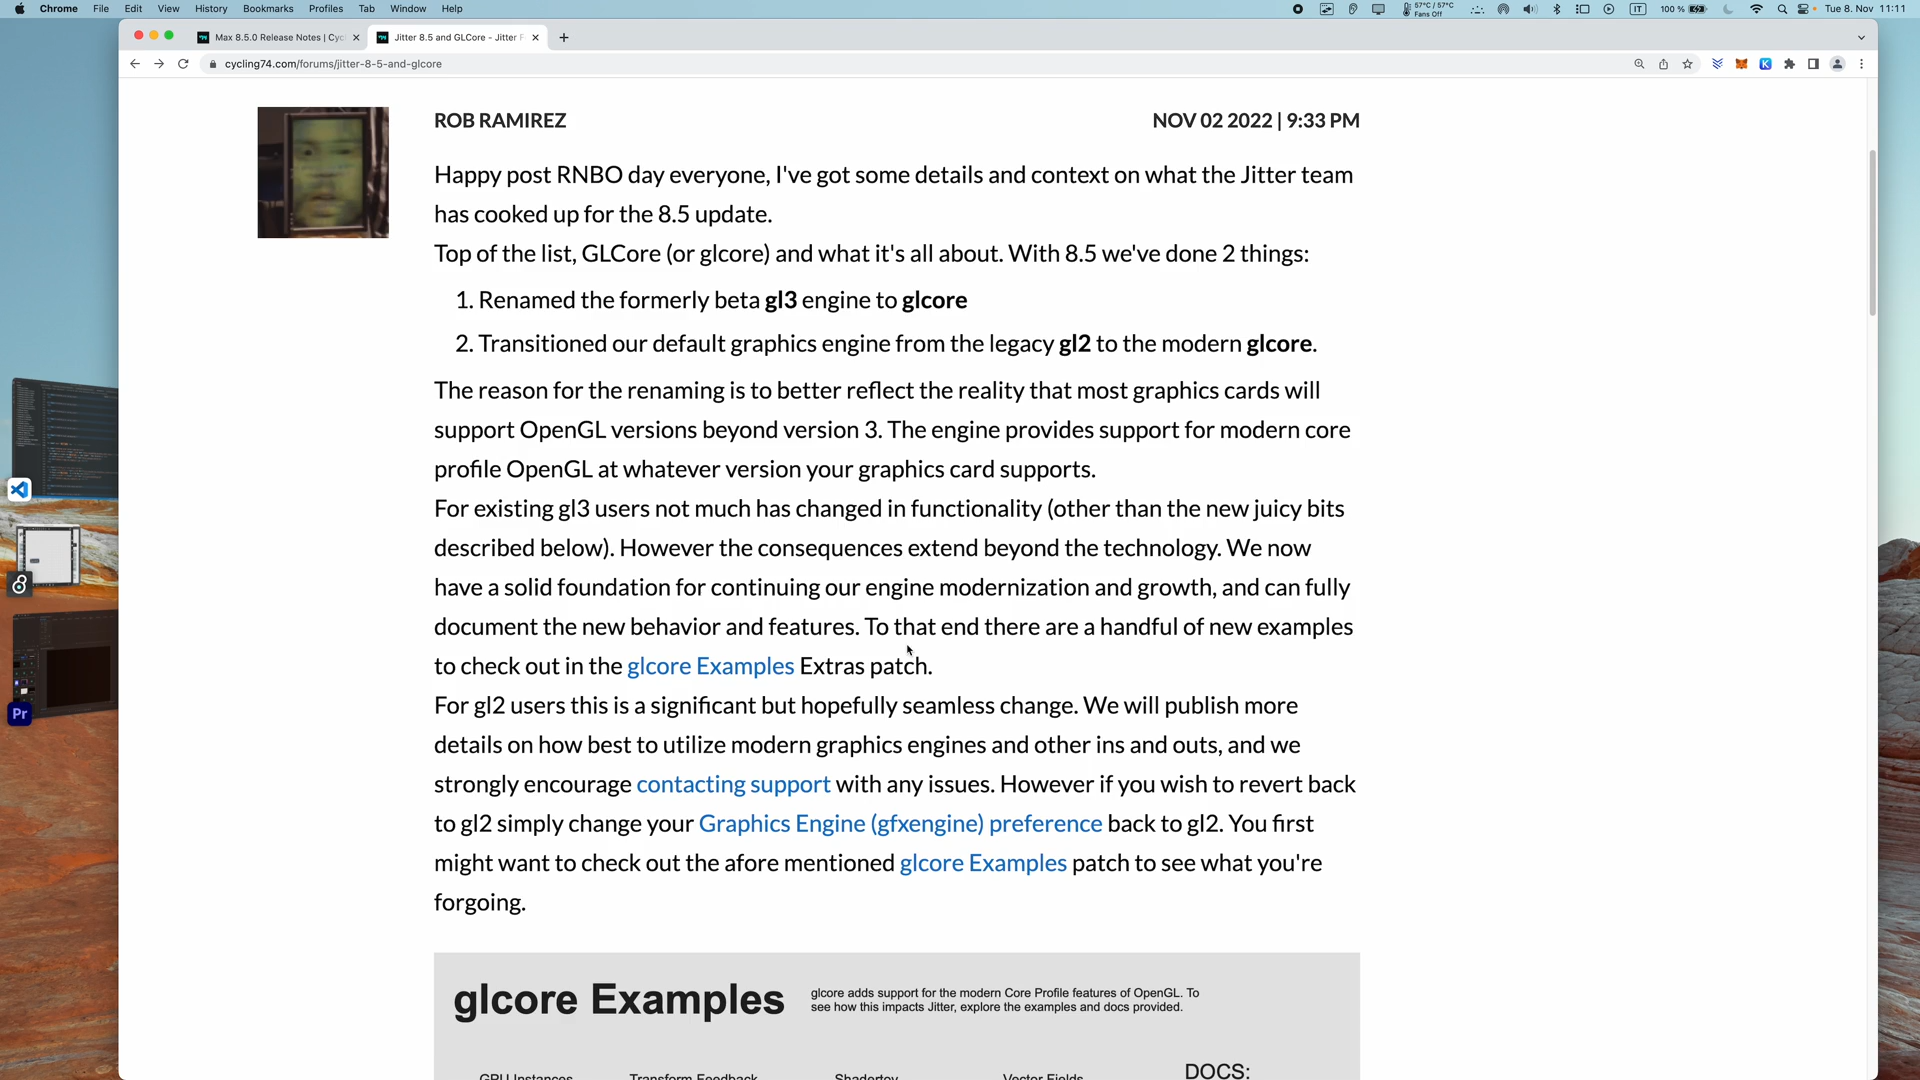 Chrome File Edit View History Bookmarks Profiles Tab Window Help
57°C / 57°C
Fans Off
IT
100 %
Tue 8. Nov 11:11
Max 8.5.0 Release Notes | Cyc
Jitter 8.5 and GLCore - Jitter F
cycling74.com/forums/jitter-8-5-and-glcore
ROB RAMIREZ
NOV 02 2022 | 9:33 PM
Happy post RNBO day everyone, I've got some details and context on what the Jitter team
has cooked up for the 8.5 update.
Top of the list, GLCore (or glcore) and what it's all about. With 8.5 we've done 2 things:
1. Renamed the formerly beta gl3 engine to glcore
2. Transitioned our default graphics engine from the legacy gl2 to the modern glcore.
The reason for the renaming is to better reflect the reality that most graphics cards will
support OpenGL versions beyond version 3. The engine provides support for modern core
profile OpenGL at whatever version your graphics card supports.
For existing gl3 users not much has changed in functionality (other than the new juicy bits
described below). However the consequences extend beyond the technology. We now
have a solid foundation for continuing our engine modernization and growth, and can fully
document the new behavior and features. To that end there are a handful of new examples
to check out in the glcore Examples Extras patch.
For gl2 users this is a significant but hopefully seamless change. We will publish more
details on how best to utilize modern graphics engines and other ins and outs, and we
strongly encourage contacting support with any issues. However if you wish to revert back
to gl2 simply change your Graphics Engine (gfxengine) preference back to gl2. You first
might want to check out the afore mentioned glcore Examples patch to see what you're
forgoing.
glcore Examples
glcore adds support for the modern Core Profile features of OpenGL. To
see how this impacts Jitter, explore the examples and docs provided.
GPU Instances
Transform Feedback
Shadertoy
Vector Fields
DOCS:
Pr